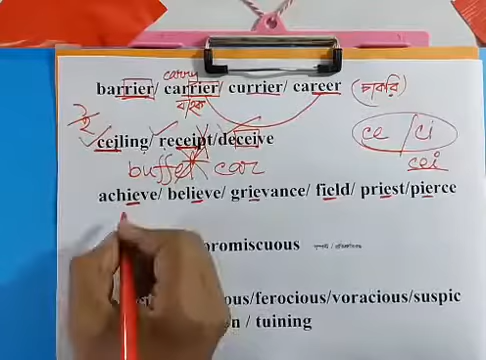 carry
barrier/ carrier/ currier/ career (চাকরি)
বাহক
ceiling/ receipt/deceive ce / ci
cei
buffet car
achieve/ believe/ grievance/ field/ priest/pierce
promiscuous
ous/ferocious/voracious/suspic
n / tuining